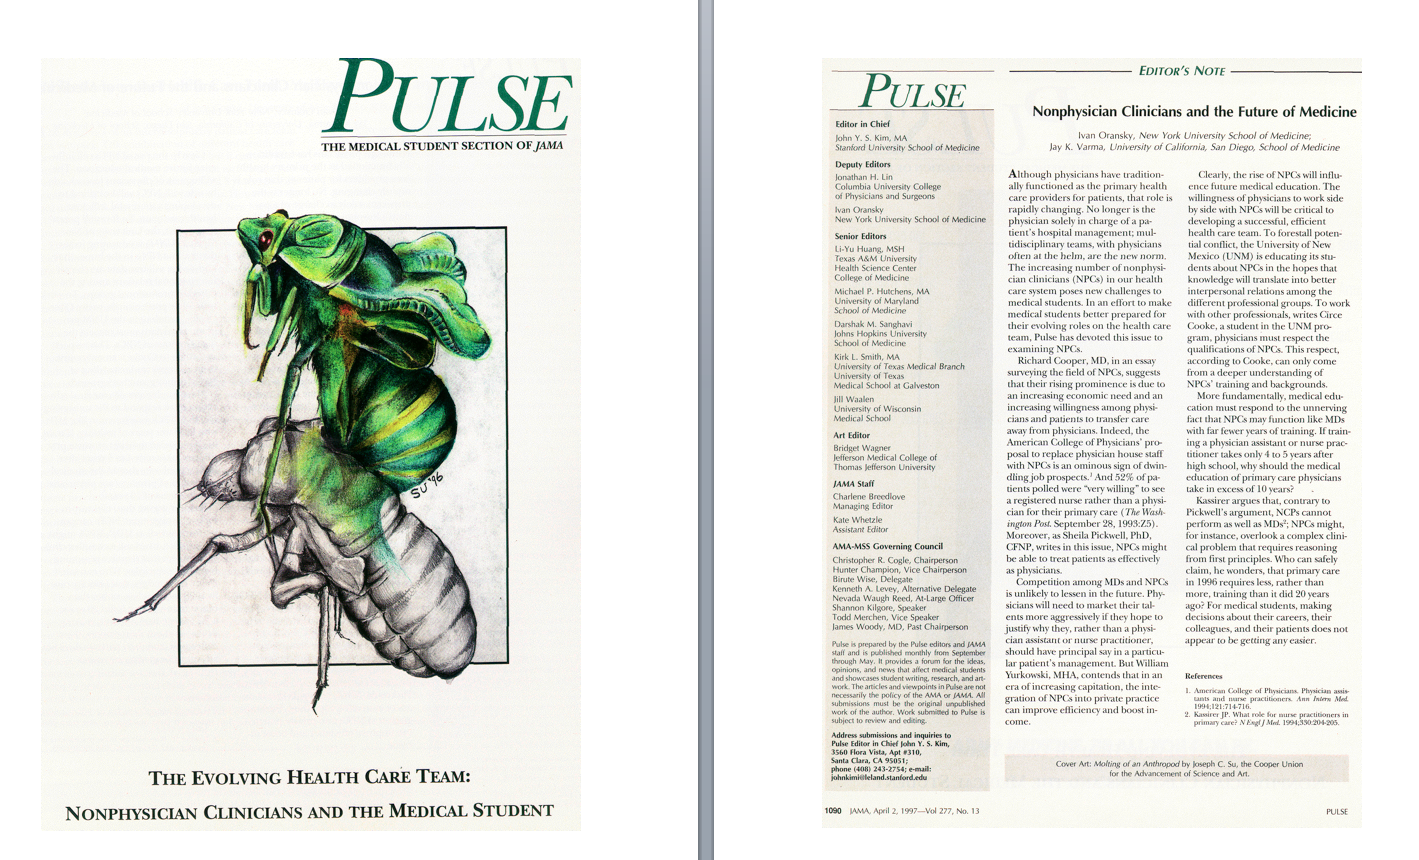 PULSE
THE MEDICAL STUDENT SECTION OF JAMA
SU '96
THE EVOLVING HEALTH CARE TEAM:
NONPHYSICIAN CLINICIANS AND THE MEDICAL STUDENT
PULSE
Editor in Chief
John Y. S. Kim, MA
Stanford University School of Medicine
Deputy Editors
Jonathan H. Lin
Columbia University College
of Physicians and Surgeons
Ivan Oransky
New York University School of Medicine
Senior Editors
Li-Yu Huang, MSH
Texas A&M University
Health Science Center
College of Medicine
Michael P. Hutchens, MA
University of Maryland
School of Medicine
Darshak M. Sanghavi
Johns Hopkins University
School of Medicine
Kirk L. Smith, MA
University of Texas Medical Branch
University of Texas
Medical School at Galveston
Jill Waalen
University of Wisconsin
Medical School
Art Editor
Bridget Wagner
Jefferson Medical College of
Thomas Jefferson University
JAMA Staff
Charlene Breedlove
Managing Editor
Kate Whetzle
Assistant Editor
AMA-MSS Governing Council
Christopher R. Cogle, Chairperson
Hunter Champion, Vice Chairperson
Birute Wise, Delegate
Kenneth A. Levey, Alternative Delegate
Nevada Waugh Reed, At-Large Officer
Shannon Kilgore, Speaker
Todd Merchen, Vice Speaker
James Woody, MD, Past Chairperson
Pulse is prepared by the Pulse editors and JAMA
staff and is published monthly from September
through May. It provides a forum for the ideas,
opinions, and news that affect medical students
and showcases student writing, research, and art-
work. The articles and viewpoints in Pulse are not
necessarily the policy of the AMA or JAMA. All
submissions must be the original unpublished
work of the author. Work submitted to Pulse is
subject to review and editing.
Address submissions and inquiries to
Pulse Editor in Chief John Y. S. Kim,
3560 Flora Vista, Apt #310,
Santa Clara, CA 95051;
phone (408) 243-2754; e-mail:
johnkimi@leland.stanford.edu
EDITOR'S NOTE
Nonphysician Clinicians and the Future of Medicine
Ivan Oransky, New York University School of Medicine;
Jay K. Varma, University of California, San Diego, School of Medicine
Although physicians have tradition-
ally functioned as the primary health
care providers for patients, that role is
rapidly changing. No longer is the
physician solely in charge of a pa-
tient's hospital management; mul-
tidisciplinary teams, with physicians
often at the helm, are the new norm.
The increasing number of nonphysi-
cian clinicians (NPCs) in our health
care system poses new challenges to
medical students. In an effort to make
medical students better prepared for
their evolving roles on the health care
team, Pulse has devoted this issue to
examining NPCs.
Richard Cooper, MD, in an essay
surveying the field of NPCs, suggests
that their rising prominence is due to
an increasing economic need and an
increasing willingness among physi-
cians and patients to transfer care
away from physicians. Indeed, the
American College of Physicians' pro-
posal to replace physician house staff
with NPCs is an ominous sign of dwin-
dling job prospects.1 And 52% of pa-
tients polled were "very willing" to see
a registered nurse rather than a physi-
cian for their primary care (The Wash-
ington Post. September 28, 1993:Z5).
Moreover, as Sheila Pickwell, PhD,
CFNP, writes in this issue, NPCs might
be able to treat patients as effectively
as physicians.
Competition among MDs and NPCs
is unlikely to lessen in the future. Phy-
sicians will need to market their tal-
ents more aggressively if they hope to
justify why they, rather than a physi-
cian assistant or nurse practitioner,
should have principal say in a particu-
lar patient's management. But William
Yurkowski, MHA, contends that in an
era of increasing capitation, the inte-
gration of NPCs into private practice
can improve efficiency and boost in-
come.
Clearly, the rise of NPCs will influ-
ence future medical education. The
willingness of physicians to work side
by side with NPCs will be critical to
developing a successful, efficient
health care team. To forestall poten-
tial conflict, the University of New
Mexico (UNM) is educating its stu-
dents about NPCs in the hopes that
knowledge will translate into better
interpersonal relations among the
different professional groups. To work
with other professionals, writes Circe
Cooke, a student in the UNM pro-
gram, physicians must respect the
qualifications of NPCs. This respect,
according to Cooke, can only come
from a deeper understanding of
NPCs' training and backgrounds.
More fundamentally, medical edu-
cation must respond to the unnerving
fact that NPCs may function like MDs
with far fewer years of training. If train-
ing a physician assistant or nurse prac-
titioner takes only 4 to 5 years after
high school, why should the medical
education of primary care physicians
take in excess of 10 years?
Kassirer argues that, contrary to
Pickwell's argument, NCPs cannot
perform as well as MDs2; NPCs might,
for instance, overlook a complex clini-
cal problem that requires reasoning
from first principles. Who can safely
claim, he wonders, that primary care
in 1996 requires less, rather than
more, training than it did 20 years
ago? For medical students, making
decisions about their careers, their
colleagues, and their patients does not
appear to be getting any easier.
References
1. American College of Physicians. Physician assis-
tants and nurse practitioners. Ann Intern Med.
1994;121:714-716.
2. Kassirer JP. What role for nurse practitioners in
primary care? N Engl J Med. 1994;330:204-205.
Cover Art: Molting of an Anthropod by Joseph C. Su, the Cooper Union
for the Advancement of Science and Art.
1090 JAMA, April 2, 1997—Vol 277, No. 13
PULSE